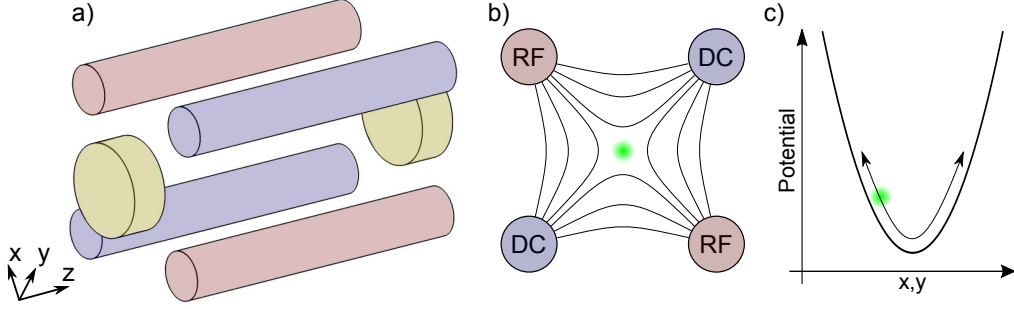 a)
x y z
b)
RF DC
DC RF
c)
Potential
x,y